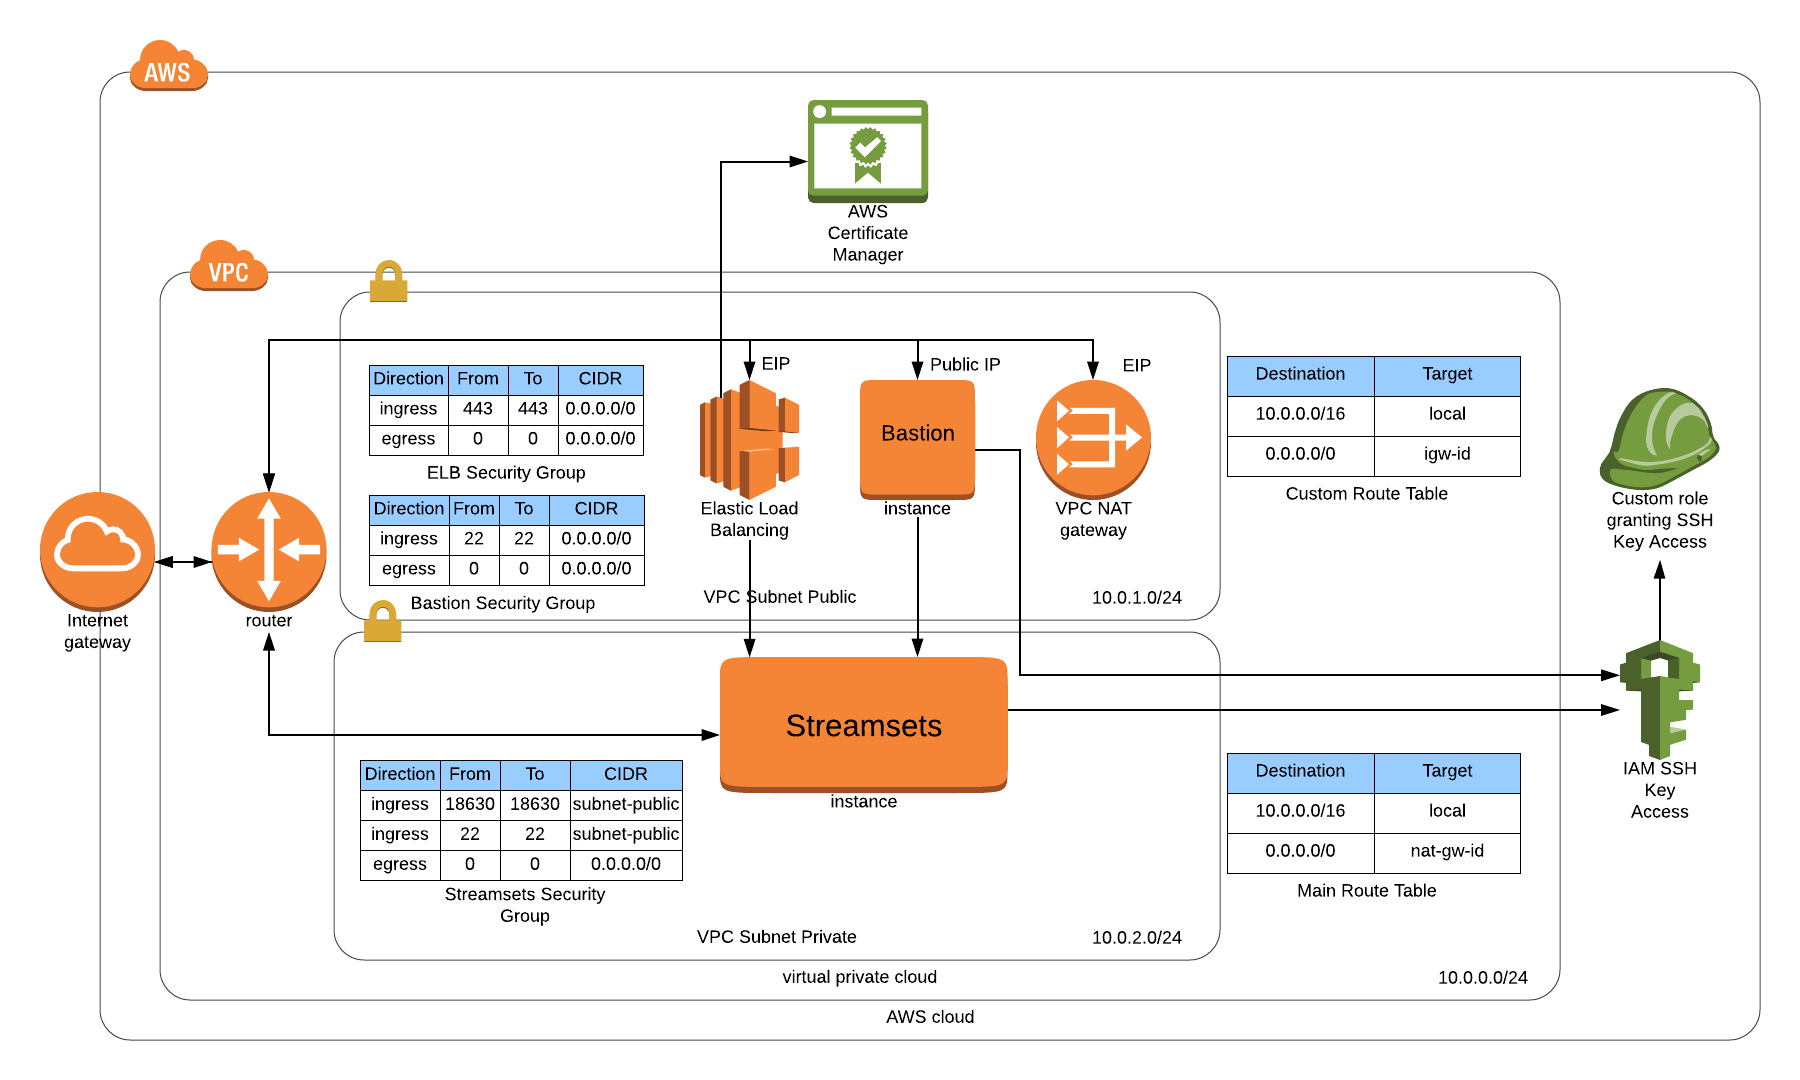 AWS
AWS
Certificate
Manager
VPC
EIP
Public IP
EIP
Direction From To CIDR
ingress 443 443 0.0.0.0/0
egress 0 0 0.0.0.0/0
ELB Security Group
Direction From To CIDR
ingress 22 22 0.0.0.0/0
egress 0 0 0.0.0.0/0
Bastion Security Group
Elastic Load
Balancing
Bastion
instance
VPC NAT
gateway
VPC Subnet Public
10.0.1.0/24
Destination Target
10.0.0.0/16 local
0.0.0.0/0 igw-id
Custom Route Table
Custom role
granting SSH
Key Access
Internet
gateway
router
Streamsets
instance
Direction From To CIDR
ingress 18630 18630 subnet-public
ingress 22 22 subnet-public
egress 0 0 0.0.0.0/0
Streamsets Security
Group
VPC Subnet Private
10.0.2.0/24
Destination Target
10.0.0.0/16 local
0.0.0.0/0 nat-gw-id
Main Route Table
IAM SSH
Key
Access
virtual private cloud
10.0.0.0/24
AWS cloud